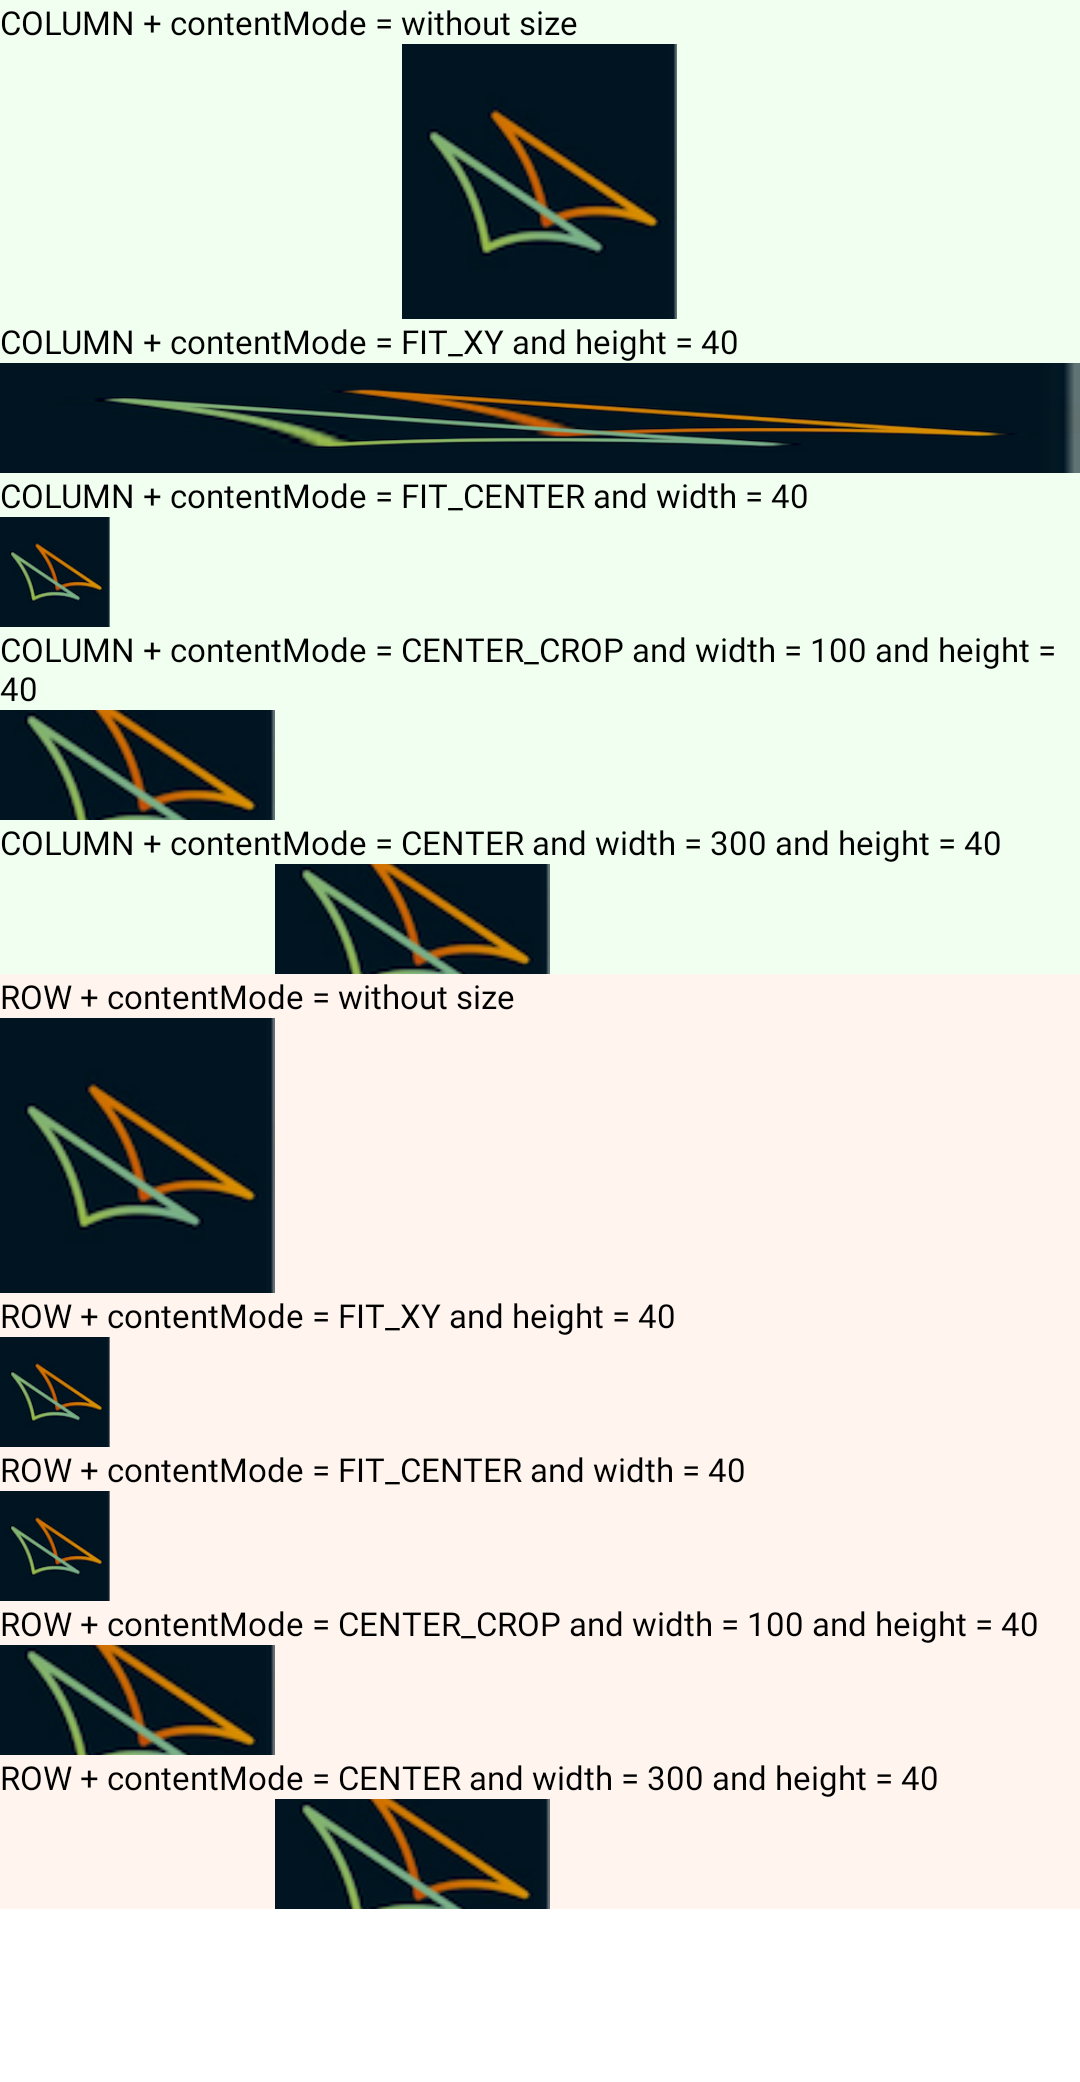 COLUMN + contentMode = without size
COLUMN + contentMode = FIT_XY and height = 40
COLUMN + contentMode = FIT_CENTER and width = 40
COLUMN + contentMode = CENTER_CROP and width = 100 and height =
40
COLUMN + contentMode = CENTER and width = 300 and height = 40
ROW + contentMode = without size
ROW + contentMode = FIT_XY and height = 40
ROW + contentMode = FIT_CENTER and width = 40
ROW + contentMode = CENTER_CROP and width = 100 and height = 40
ROW + contentMode = CENTER and width = 300 and height = 40